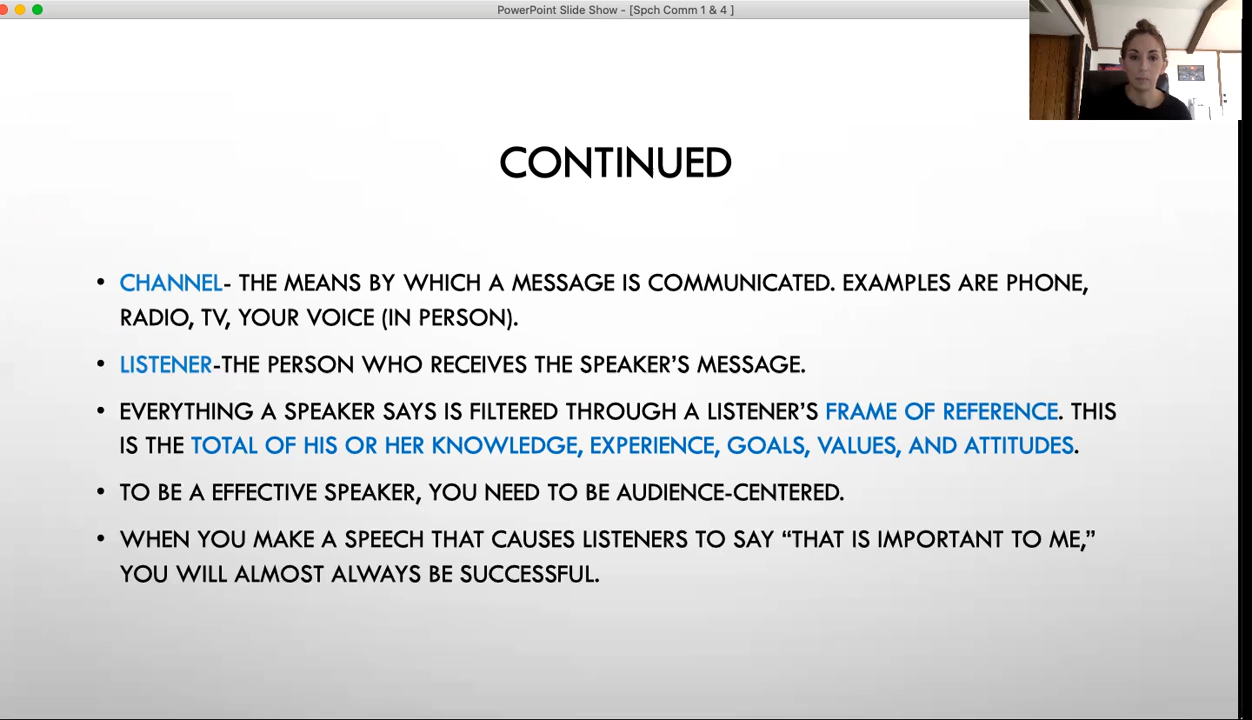 PowerPoint Slide Show - [Spch Comm 1 & 4 ]
CONTINUED
• CHANNEL- THE MEANS BY WHICH A MESSAGE IS COMMUNICATED. EXAMPLES ARE PHONE,
RADIO, TV, YOUR VOICE (IN PERSON).
• LISTENER-THE PERSON WHO RECEIVES THE SPEAKER’S MESSAGE.
• EVERYTHING A SPEAKER SAYS IS FILTERED THROUGH A LISTENER’S FRAME OF REFERENCE. THIS
IS THE TOTAL OF HIS OR HER KNOWLEDGE, EXPERIENCE, GOALS, VALUES, AND ATTITUDES.
• TO BE A EFFECTIVE SPEAKER, YOU NEED TO BE AUDIENCE-CENTERED.
• WHEN YOU MAKE A SPEECH THAT CAUSES LISTENERS TO SAY “THAT IS IMPORTANT TO ME,”
YOU WILL ALMOST ALWAYS BE SUCCESSFUL.